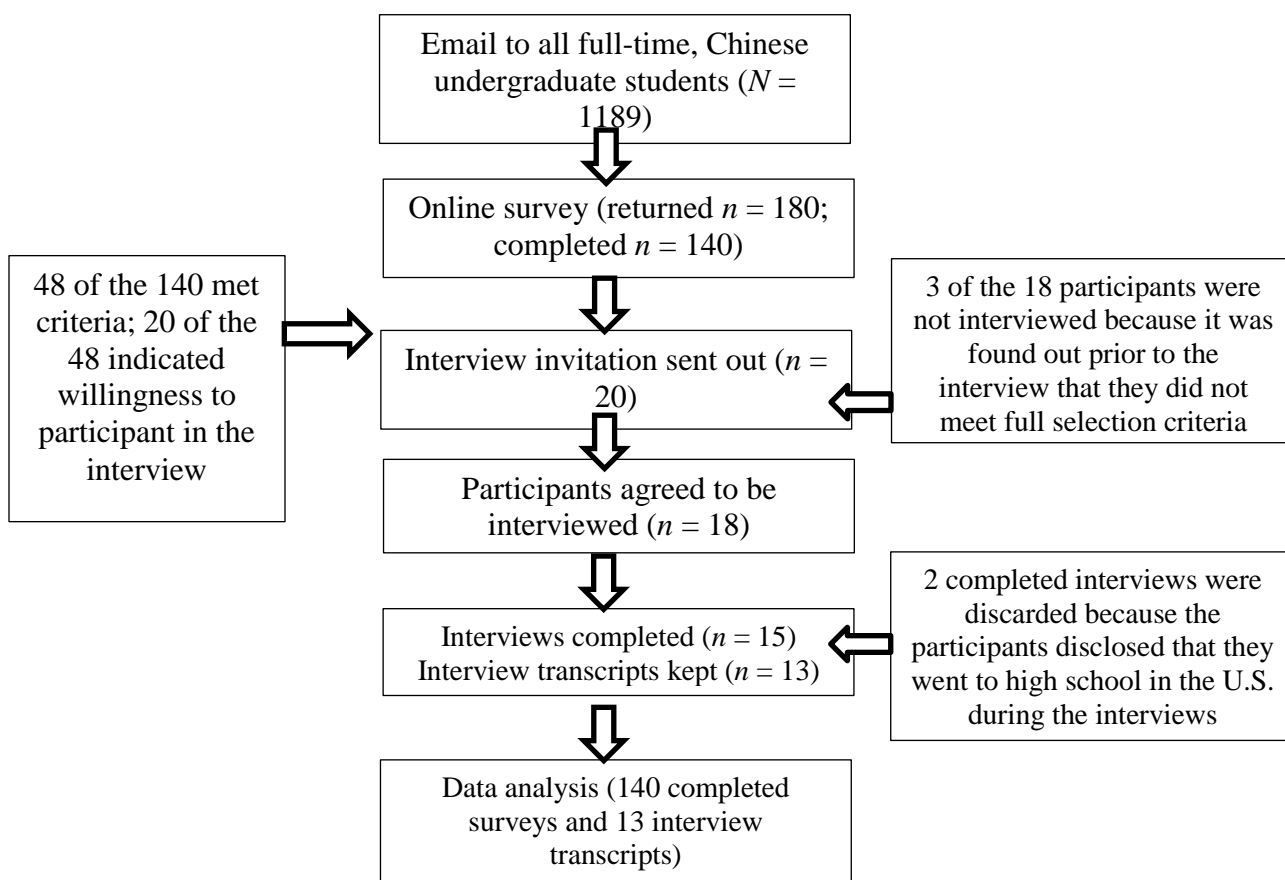 Email to all full-time, Chinese
undergraduate students (N =
1189)
Online survey (returned n = 180;
completed n = 140)
48 of the 140 met
criteria; 20 of the
48 indicated
willingness to
participant in the
interview
Interview invitation sent out (n =
20)
3 of the 18 participants were
not interviewed because it was
found out prior to the
interview that they did not
meet full selection criteria
Participants agreed to be
interviewed (n = 18)
Interviews completed (n = 15)
Interview transcripts kept (n = 13)
2 completed interviews were
discarded because the
participants disclosed that they
went to high school in the U.S.
during the interviews
Data analysis (140 completed
surveys and 13 interview
transcripts)